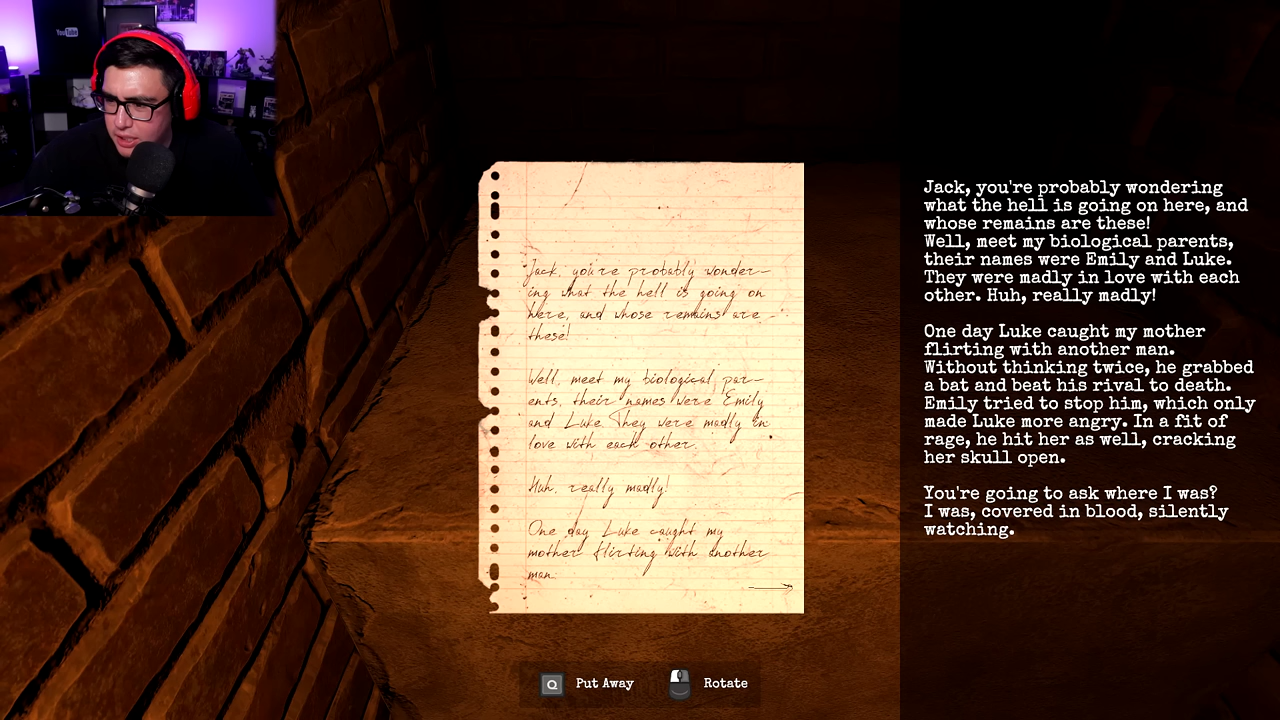 YouTube
Jack, you're probably wonder-
ing what the hell is going on
here, and whose remains are
these!
Well, meet my biological par-
ents, their names were Emily
and Luke. They were madly in
love with each other.
Huh, really madly!
One day Luke caught my
mother flirting with another
man.
Jack, you're probably wondering
what the hell is going on here, and
whose remains are these!
Well, meet my biological parents,
their names were Emily and Luke.
They were madly in love with each
other. Huh, really madly!
One day Luke caught my mother
flirting with another man.
Without thinking twice, he grabbed
a bat and beat his rival to death.
Emily tried to stop him, which only
made Luke more angry. In a fit of
rage, he hit her as well, cracking
her skull open.
You're going to ask where I was?
I was, covered in blood, silently
watching.
Q Put Away Rotate